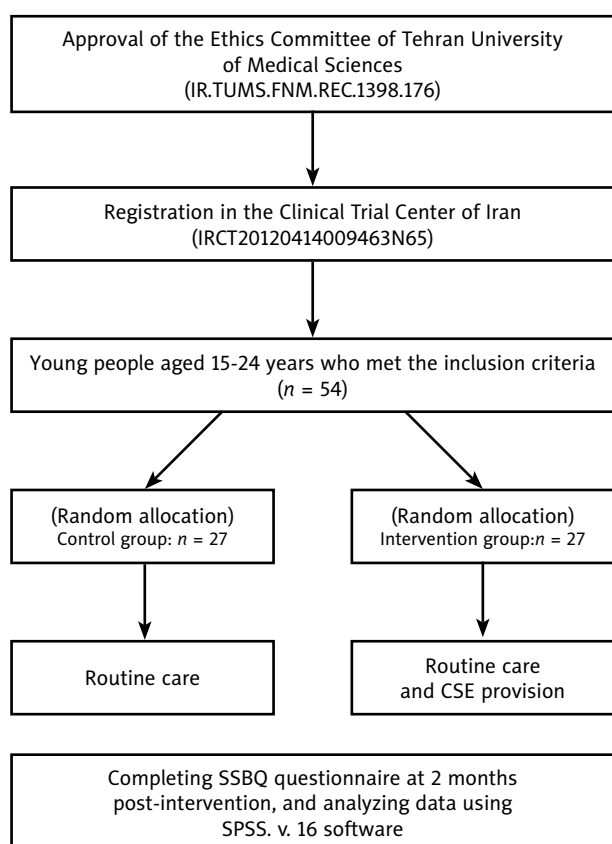 Approval of the Ethics Committee of Tehran University
of Medical Sciences
(IR.TUMS.FNM.REC.1398.176)
Registration in the Clinical Trial Center of Iran
(IRCT20120414009463N65)
Young people aged 15-24 years who met the inclusion criteria
(n = 54)
(Random allocation)
Control group: n = 27
(Random allocation)
Intervention group:n = 27
Routine care
Routine care
and CSE provision
Completing SSBQ questionnaire at 2 months
post-intervention, and analyzing data using
SPSS. v. 16 software